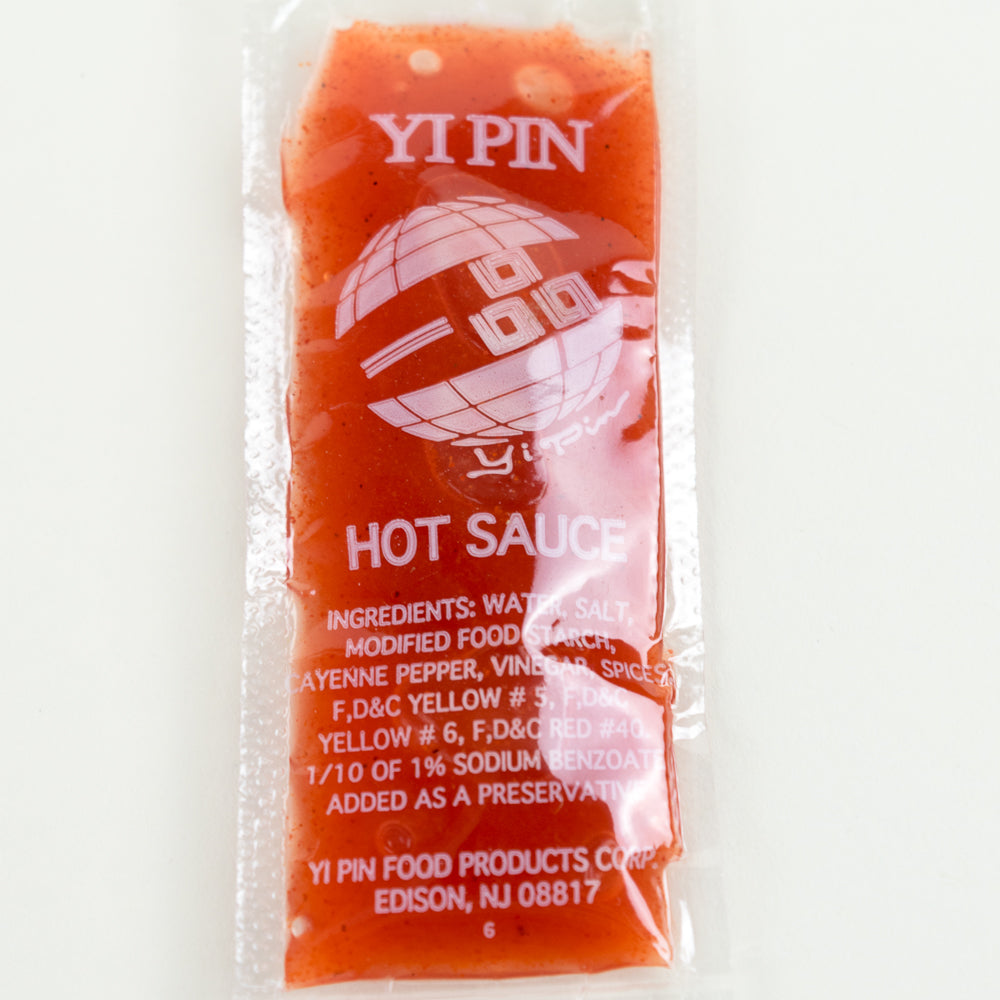 YI PIN
Yi Pin
HOT SAUCE
INGREDIENTS: WATER, SALT,
MODIFIED FOOD STARCH,
CAYENNE PEPPER, VINEGAR, SPICES,
F,D&C YELLOW # 5, F,D&C
YELLOW # 6, F,D&C RED #40,
1/10 OF 1% SODIUM BENZOATE
ADDED AS A PRESERVATIVE
YI PIN FOOD PRODUCTS CORP.
EDISON, NJ 08817
6